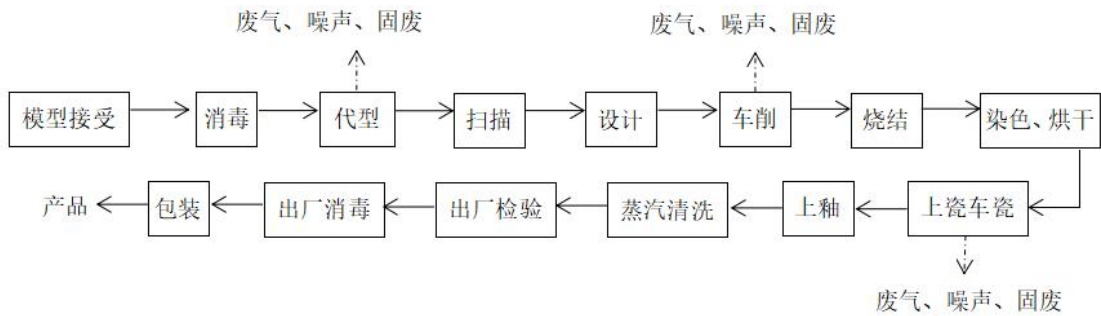 废气、噪声、固废
废气、噪声、固废
模型接受
消毒
代型
扫描
设计
车削
烧结
染色、烘干
产品
包装
出厂消毒
出厂检验
蒸汽清洗
上釉
上瓷车瓷
废气、噪声、固废